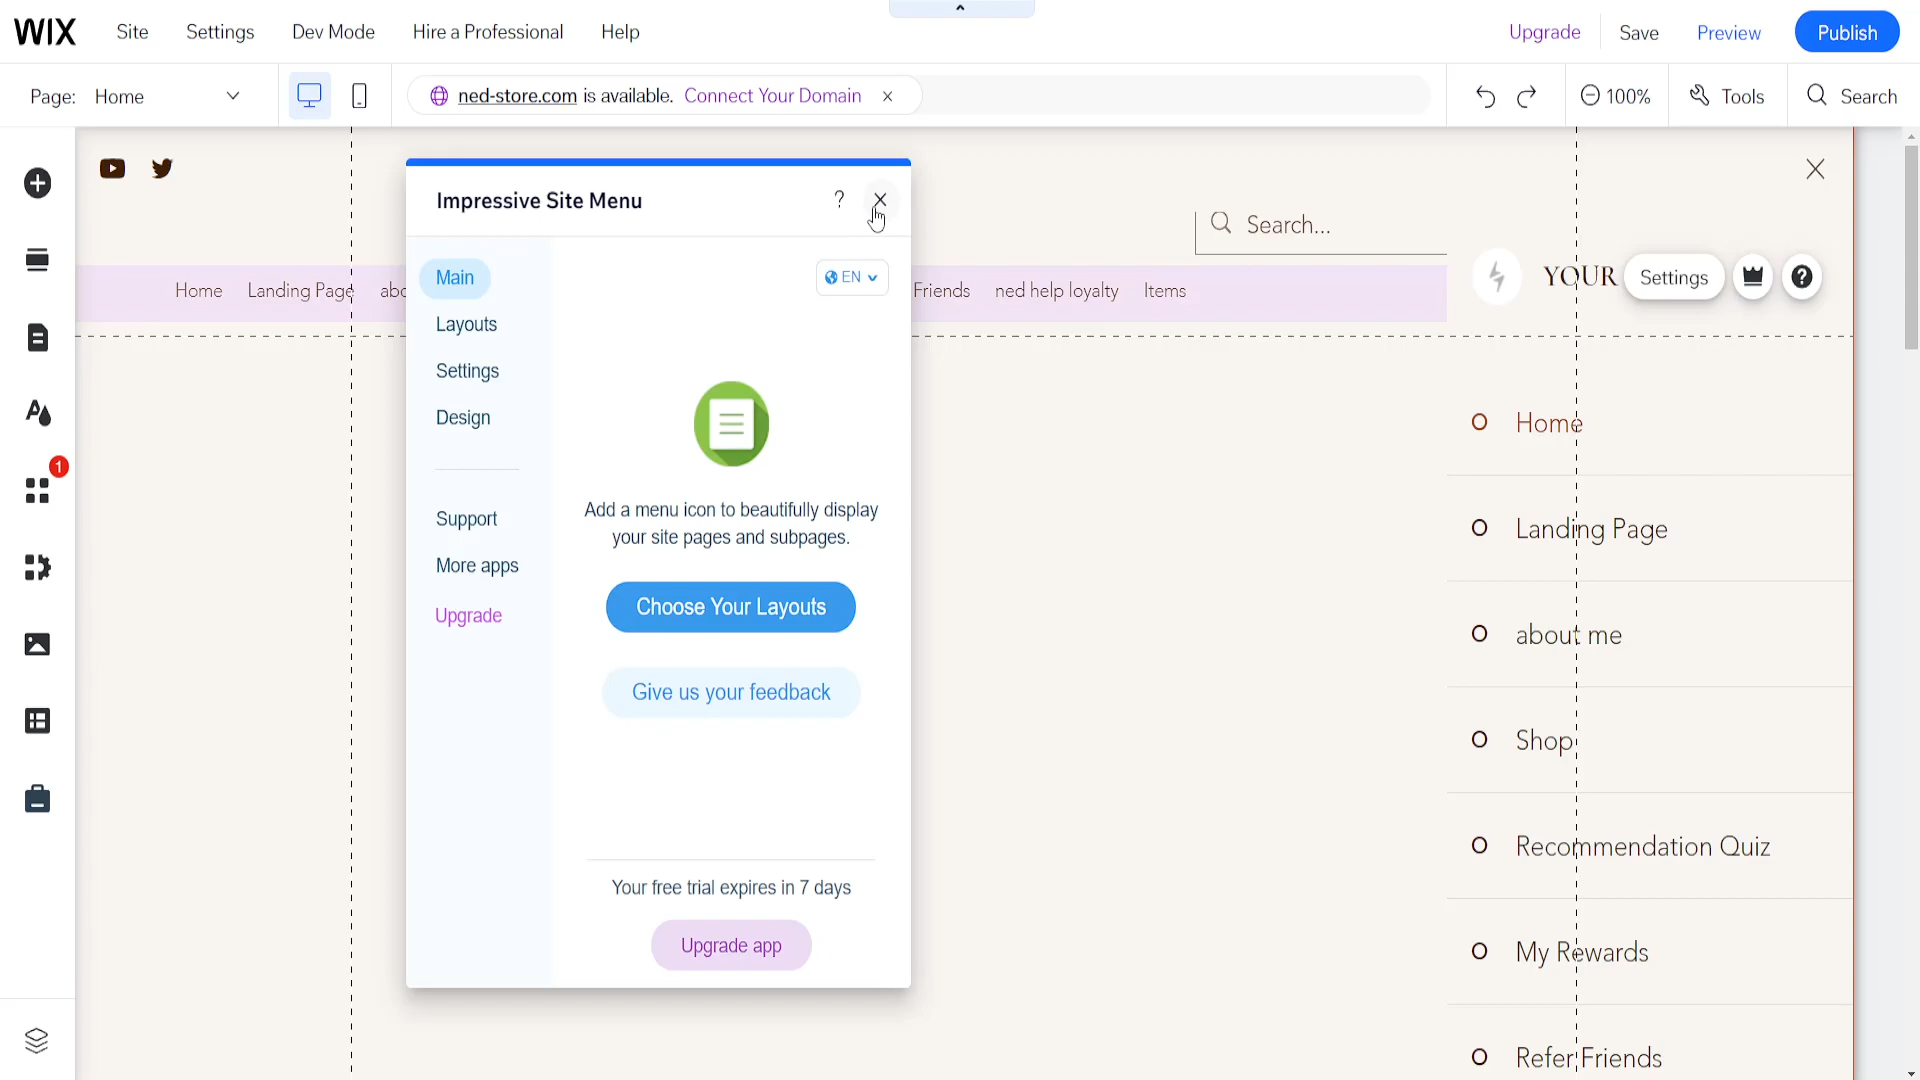 WIX Site Settings Dev Mode Hire a Professional Help Upgrade Save Preview Publish
Page: Home ned-store.com is available. Connect Your Domain 100% Tools Search
Impressive Site Menu ?
Search...
Main EN
Home Landing Page abo Friends ned help loyalty Items
YOUR Settings ?
Layouts
Settings
Design
Support
More apps
Upgrade
Add a menu icon to beautifully display
your site pages and subpages.
Choose Your Layouts
Give us your feedback
Your free trial expires in 7 days
Upgrade app
1
Home
Landing Page
about me
Shop
Recommendation Quiz
My Rewards
Refer Friends